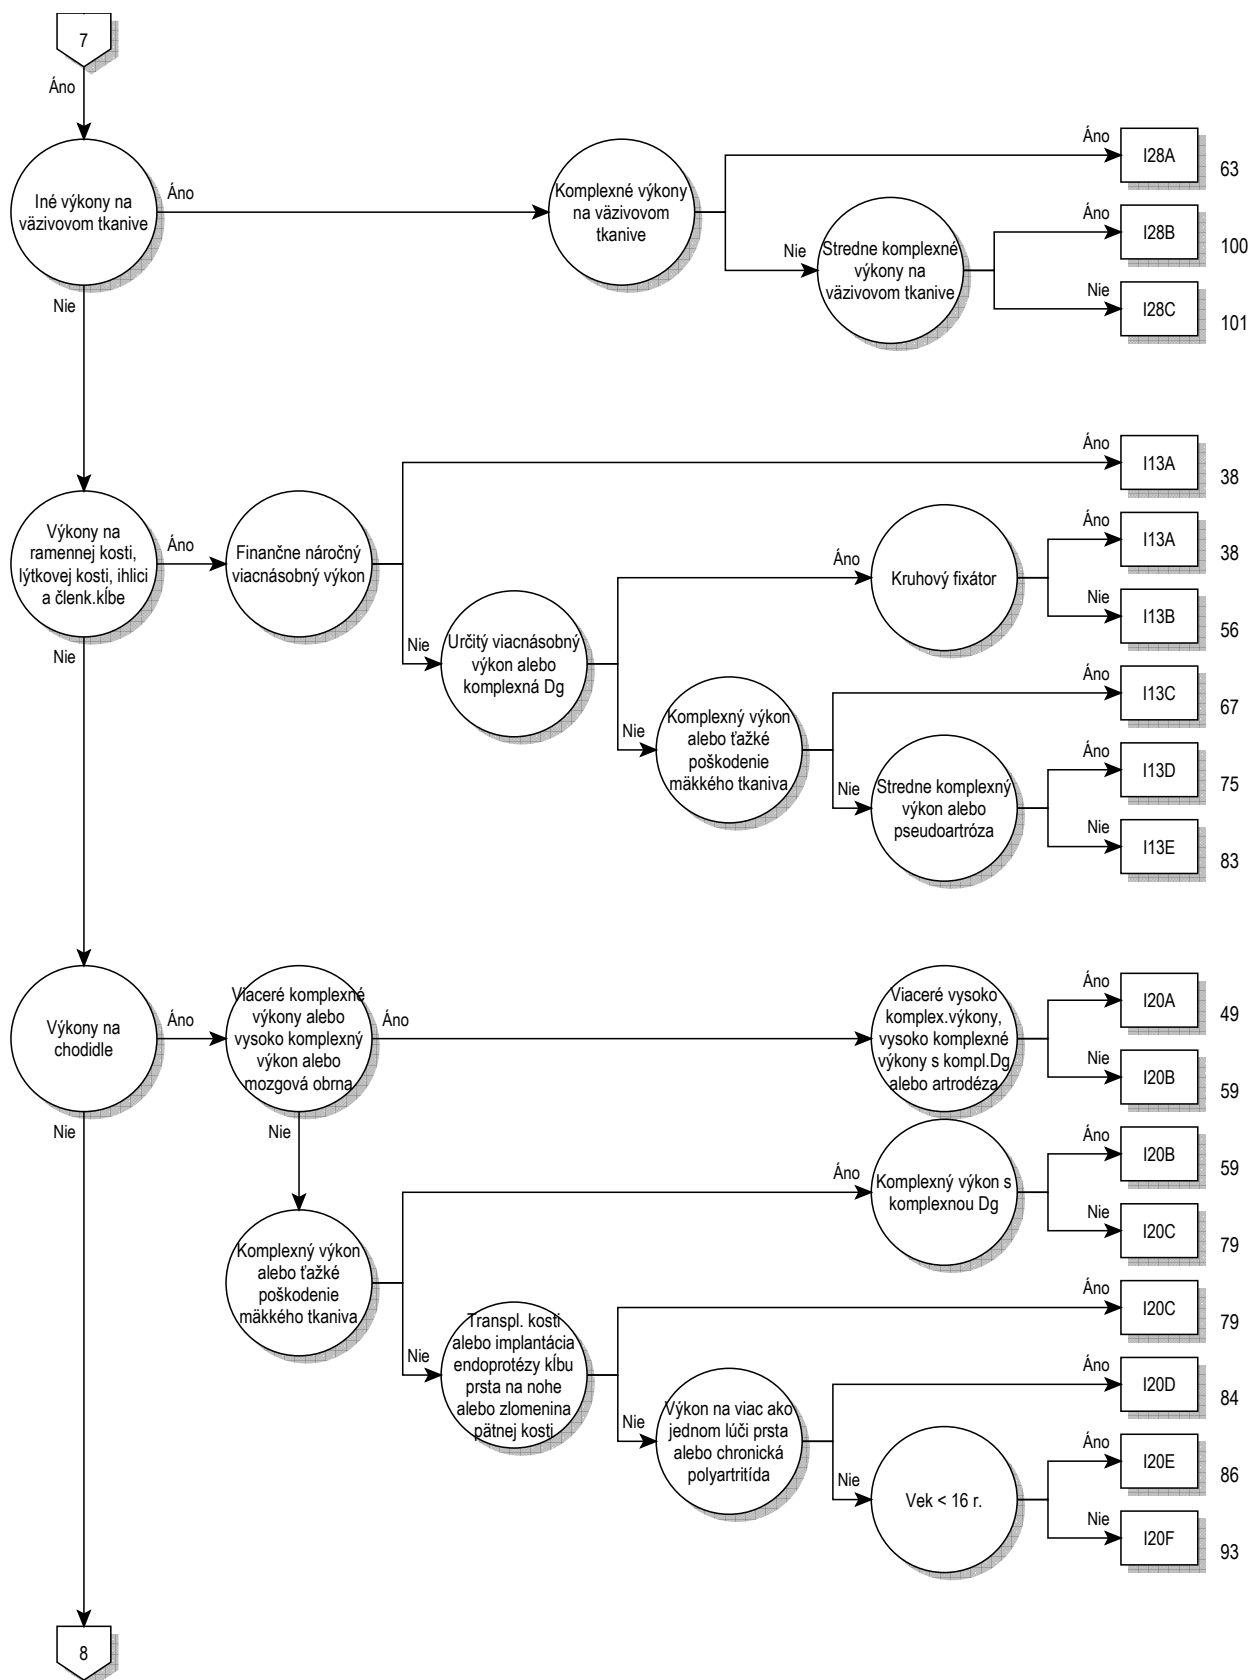 7
Áno
Iné výkony na
väzivovom tkanive
Áno
Komplexné výkony
na väzivovom
tkanive
Áno
I28A
63
Nie
Stredne komplexné
výkony na
väzivovom tkanive
Áno
I28B
100
Nie
I28C
101
Nie
Výkony na
ramennej kosti,
lýtkovej kosti, ihlici
a členk.kĺbe
Áno
Finančne náročný
viacnásobný výkon
Áno
I13A
38
Nie
Určitý viacnásobný
výkon alebo
komplexná Dg
Áno
Kruhový fixátor
Áno
I13A
38
Nie
I13B
56
Nie
Komplexný výkon
alebo ťažké
poškodenie
mäkkého tkaniva
Áno
I13C
67
Nie
Stredne komplexný
výkon alebo
pseudoartróza
Áno
I13D
75
Nie
I13E
83
Nie
Výkony na
chodidle
Áno
Viaceré komplexné
výkony alebo
vysoko komplexný
výkon alebo
mozgová obrna
Áno
Viaceré vysoko
komplex.výkony,
vysoko komplexné
výkony s kompl.Dg
alebo artrodéza
Áno
I20A
49
Nie
I20B
59
Nie
Komplexný výkon
alebo ťažké
poškodenie
mäkkého tkaniva
Áno
Komplexný výkon s
komplexnou Dg
Áno
I20B
59
Nie
I20C
79
Nie
Transpl. kosti
alebo implantácia
endoprotézy kĺbu
prsta na nohe
alebo zlomenina
pätnej kosti
Áno
I20C
79
Nie
Výkon na viac ako
jednom lúči prsta
alebo chronická
polyartritída
Áno
I20D
84
Nie
Vek < 16 r.
Áno
I20E
86
Nie
I20F
93
Nie
8